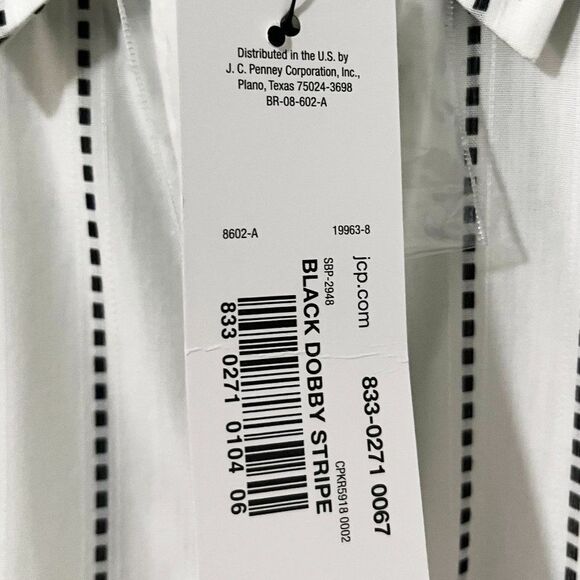 Distributed in the U.S. by
J. C. Penney Corporation, Inc.,
Plano, Texas 75024-3698
BR-08-602-A
8602-A
19963-8
jcp.com
833-0271 0067
SBP-2948
CPKR5918 0002
BLACK DOBBY STRIPE
833 0271 0104 06